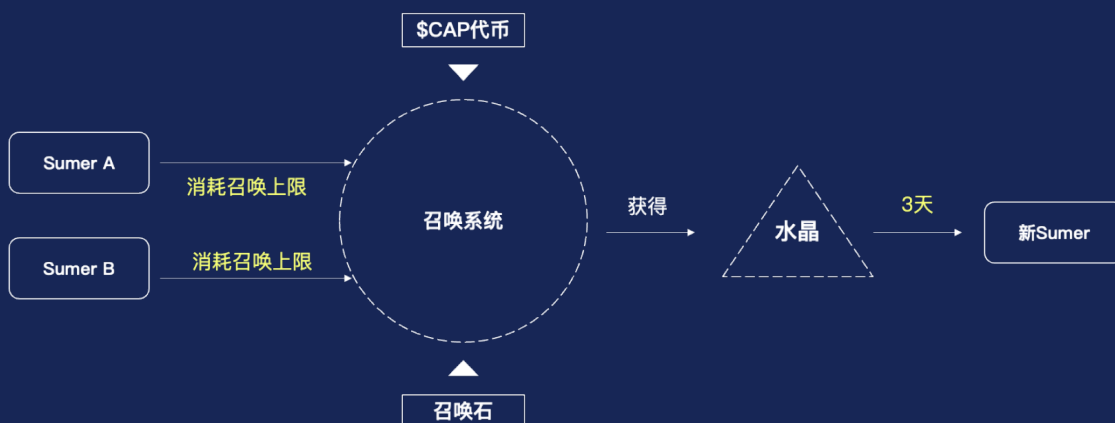 $CAP代币
Sumer A
消耗召唤上限
召唤系统
获得
水晶
3天
新Sumer
Sumer B
消耗召唤上限
召唤石